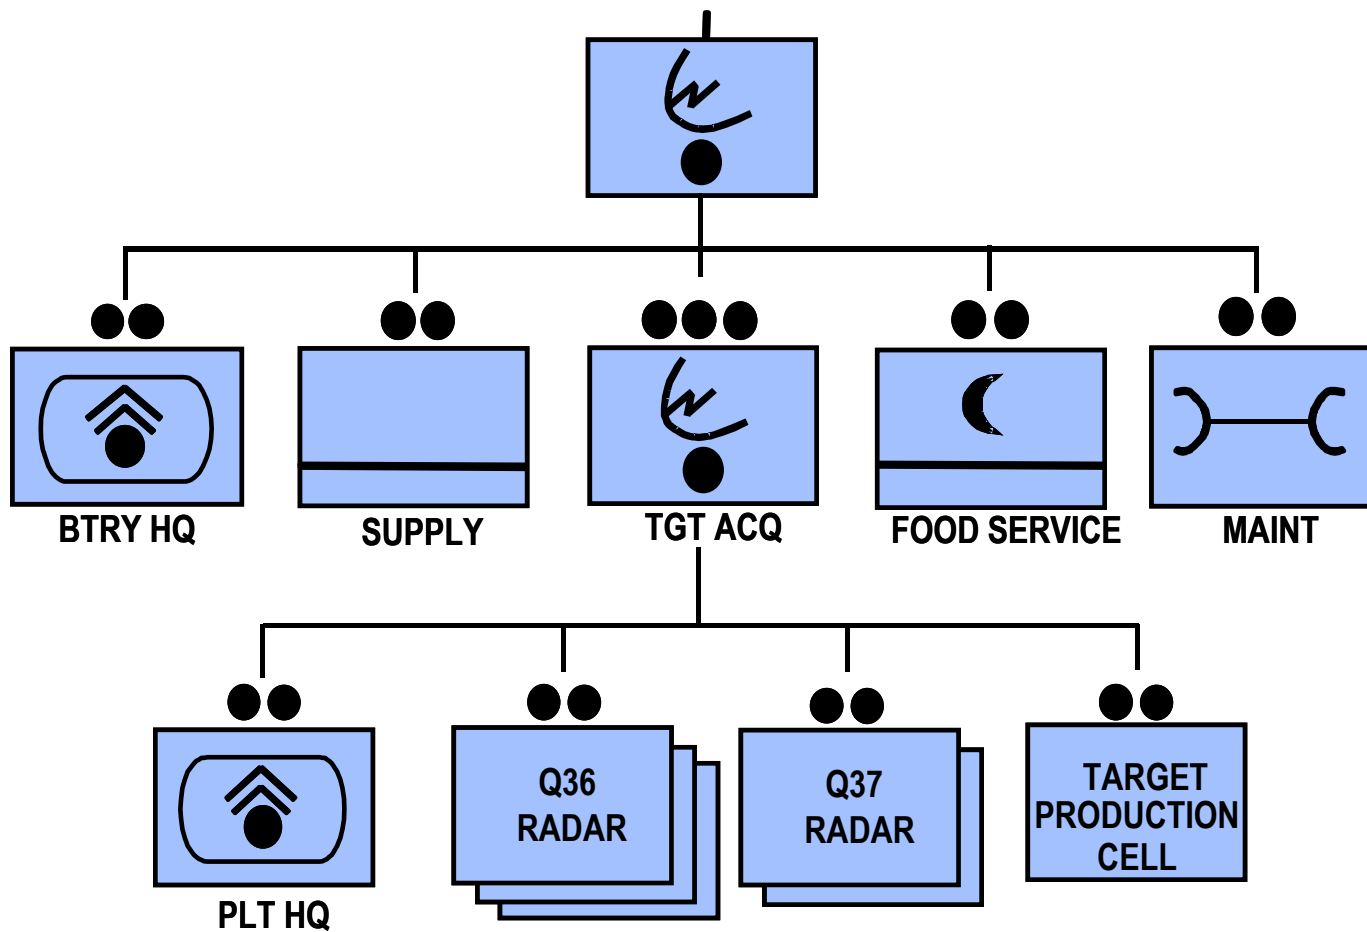 BTRY HQ
SUPPLY
TGT ACQ
FOOD SERVICE
MAINT
Q36
RADAR
Q37
RADAR
TARGET
PRODUCTION
CELL
PLT HQ